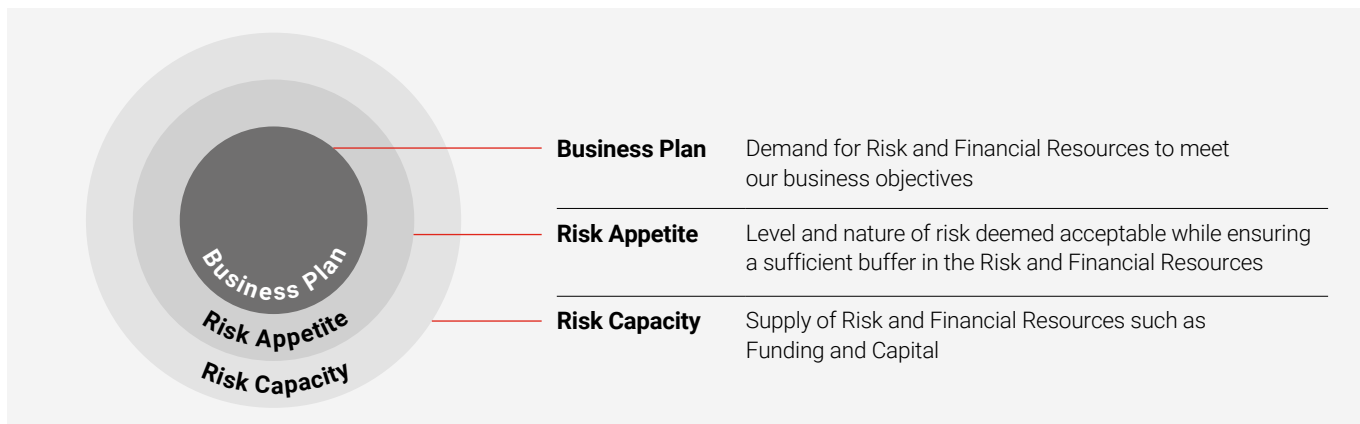 Business Plan
Risk Appetite
Risk Capacity
Business Plan
Demand for Risk and Financial Resources to meet
our business objectives
Risk Appetite
Level and nature of risk deemed acceptable while ensuring
a sufficient buffer in the Risk and Financial Resources
Risk Capacity
Supply of Risk and Financial Resources such as
Funding and Capital